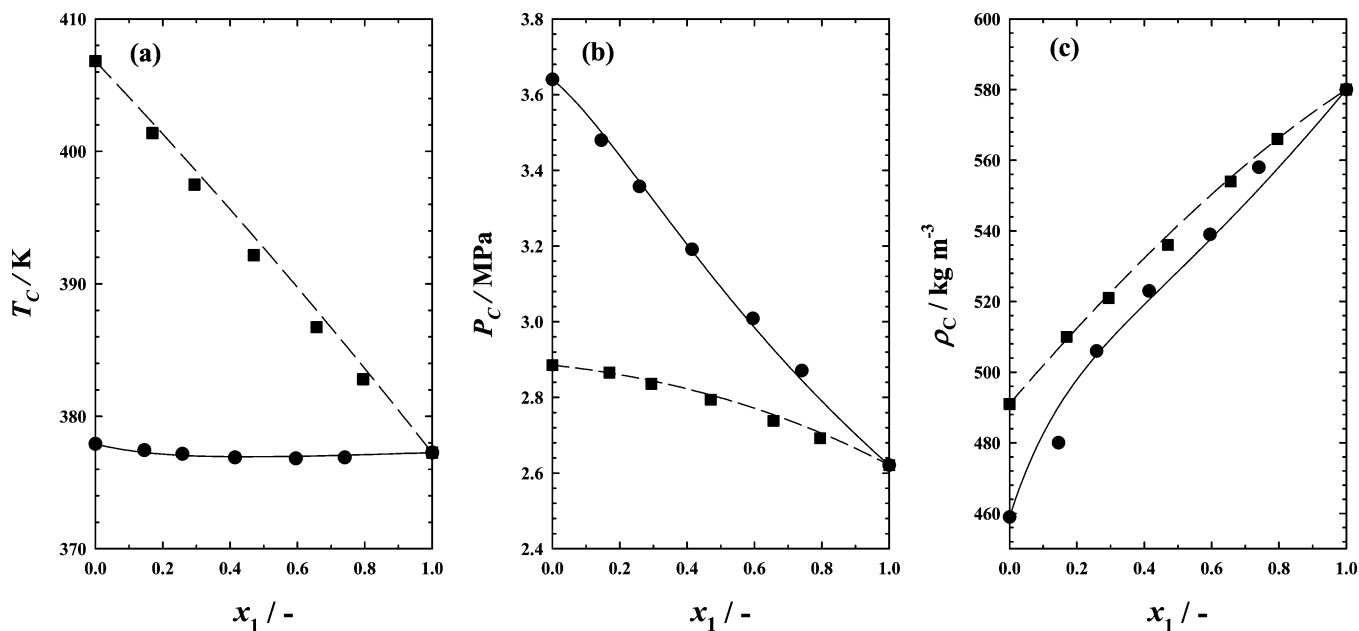 (a)
410
400
390
380
370
T_C / K
0.0 0.2 0.4 0.6 0.8 1.0
x_1 / -
(b)
3.8
3.6
3.4
3.2
3.0
2.8
2.6
2.4
P_C / MPa
0.0 0.2 0.4 0.6 0.8 1.0
x_1 / -
(c)
600
580
560
540
520
500
480
460
ρ_C / kg m^-3
0.0 0.2 0.4 0.6 0.8 1.0
x_1 / -